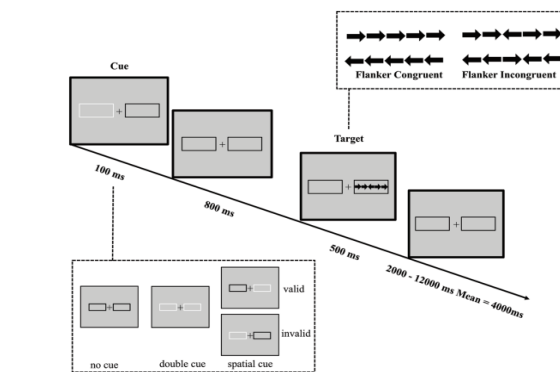 Cue
Flanker Congruent
Flanker Incongruent
Target
100 ms
800 ms
500 ms
2000 - 12000 ms Mean = 4000ms
valid
invalid
no cue
double cue
spatial cue